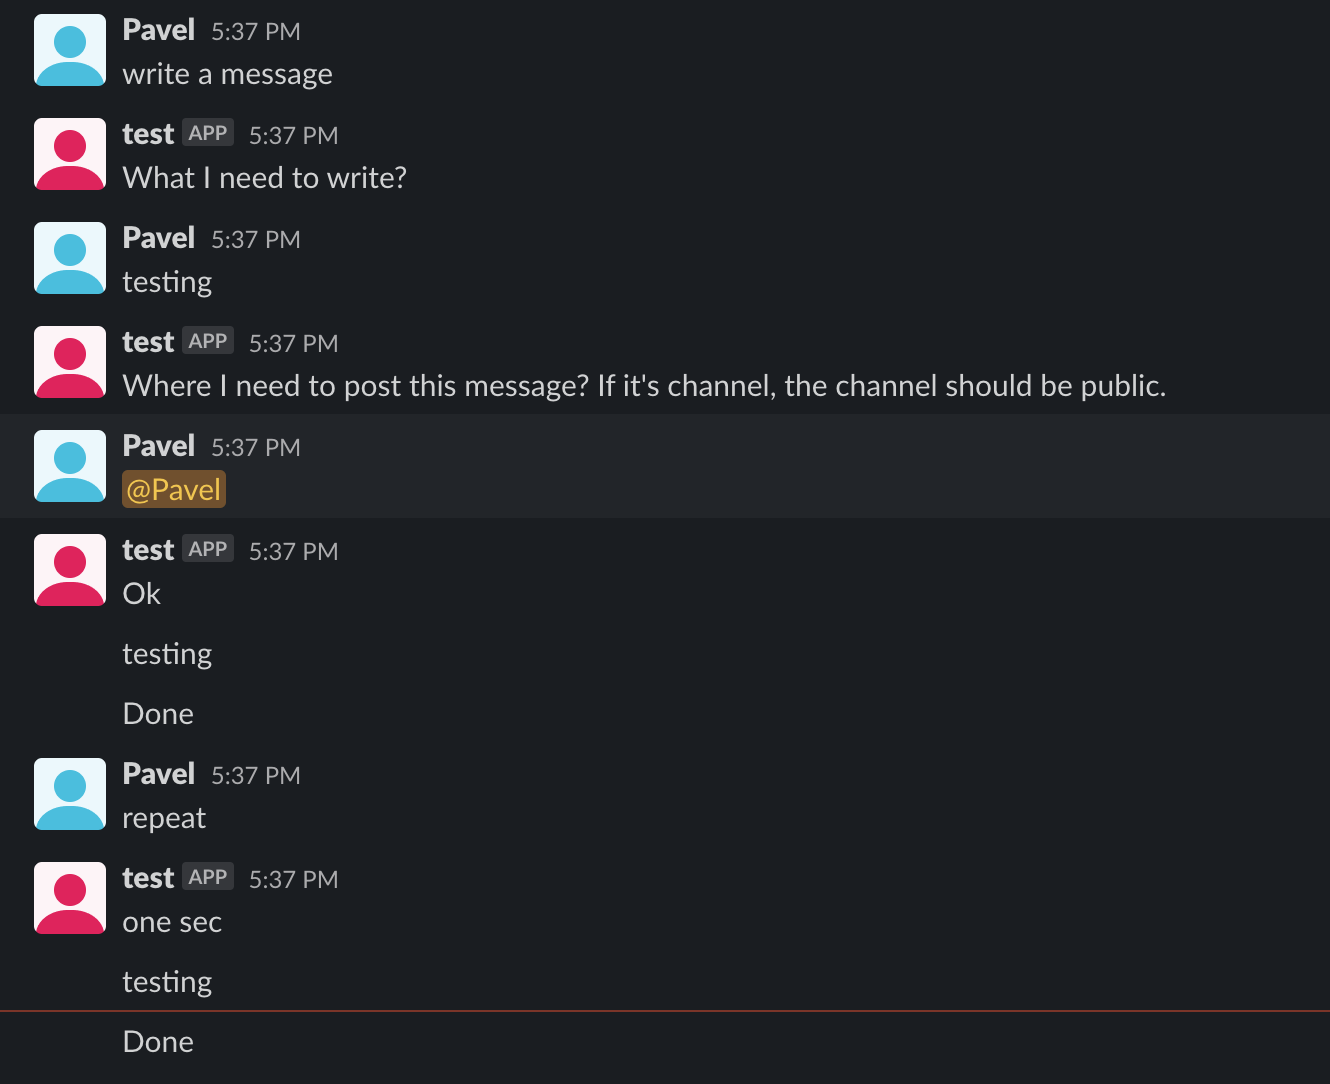 Pavel 5:37 PM
write a message
test APP 5:37 PM
What I need to write?
Pavel 5:37 PM
testing
test APP 5:37 PM
Where I need to post this message? If it's channel, the channel should be public.
Pavel 5:37 PM
@Pavel
test APP 5:37 PM
Ok
testing
Done
Pavel 5:37 PM
repeat
test APP 5:37 PM
one sec
testing
Done